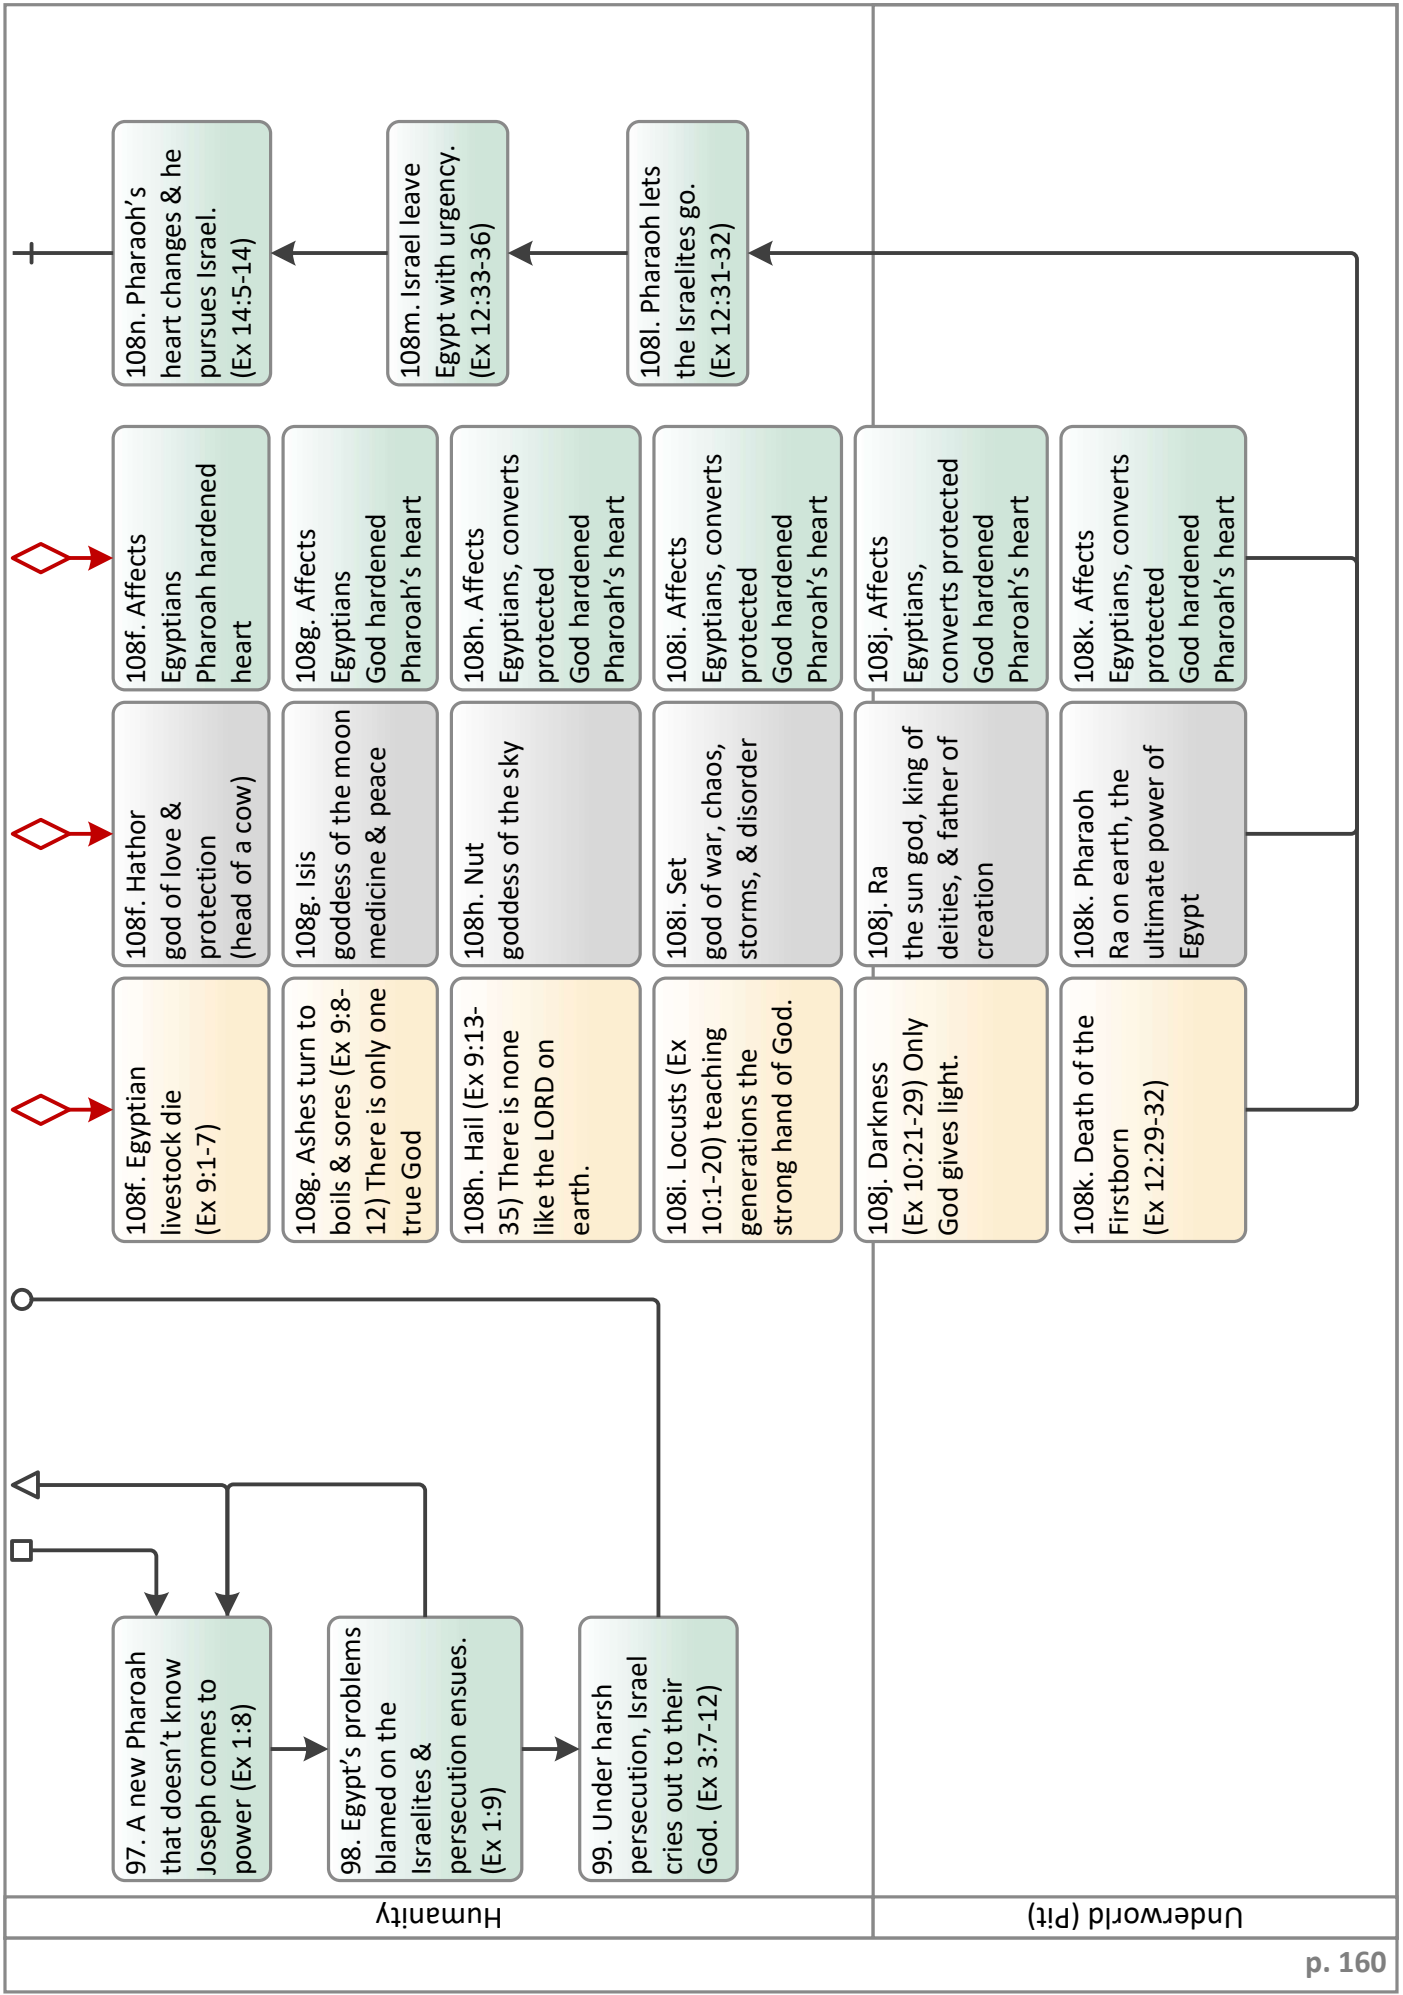 Humanity
97. A new Pharoah
that doesn't know
Joseph comes to
power (Ex 1:8)
98. Egypt's problems
blamed on the
Israelites &
persecution ensues.
(Ex 1:9)
99. Under harsh
persecution, Israel
cries out to their
God. (Ex 3:7-12)
108f. Egyptian
livestock die
(Ex 9:1-7)
108g. Ashes turn to
boils & sores (Ex 9:8-
12) There is only one
true God
108h. Hail (Ex 9:13-
35) There is none
like the LORD on
earth.
108i. Locusts (Ex
10:1-20) teaching
generations the
strong hand of God.
108j. Darkness
(Ex 10:21-29) Only
God gives light.
108k. Death of the
Firstborn
(Ex 12:29-32)
108f. Hathor
god of love &
protection
(head of a cow)
108g. Isis
goddess of the moon
medicine & peace
108h. Nut
goddess of the sky
108i. Set
god of war, chaos,
storms, & disorder
108j. Ra
the sun god, king of
deities, & father of
creation
108k. Pharaoh
Ra on earth, the
ultimate power of
Egypt
108f. Affects
Egyptians
Pharoah hardened
heart
108g. Affects
Egyptians
God hardened
Pharoah's heart
108h. Affects
Egyptians, converts
protected
God hardened
Pharoah's heart
108i. Affects
Egyptians, converts
protected
God hardened
Pharoah's heart
108j. Affects
Egyptians,
converts protected
God hardened
Pharoah's heart
108k. Affects
Egyptians, converts
protected
God hardened
Pharoah's heart
108n. Pharaoh's
heart changes & he
pursues Israel.
(Ex 14:5-14)
108m. Israel leave
Egypt with urgency.
(Ex 12:33-36)
108l. Pharaoh lets
the Israelites go.
(Ex 12:31-32)
Underworld (Pit)
p. 160